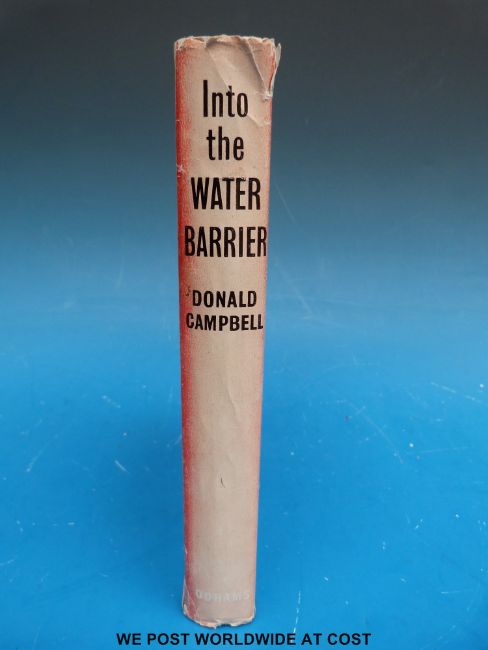 Into
the
WATER
BARRIER
DONALD
CAMPBELL
ODHAMS
WE POST WORLDWIDE AT COST